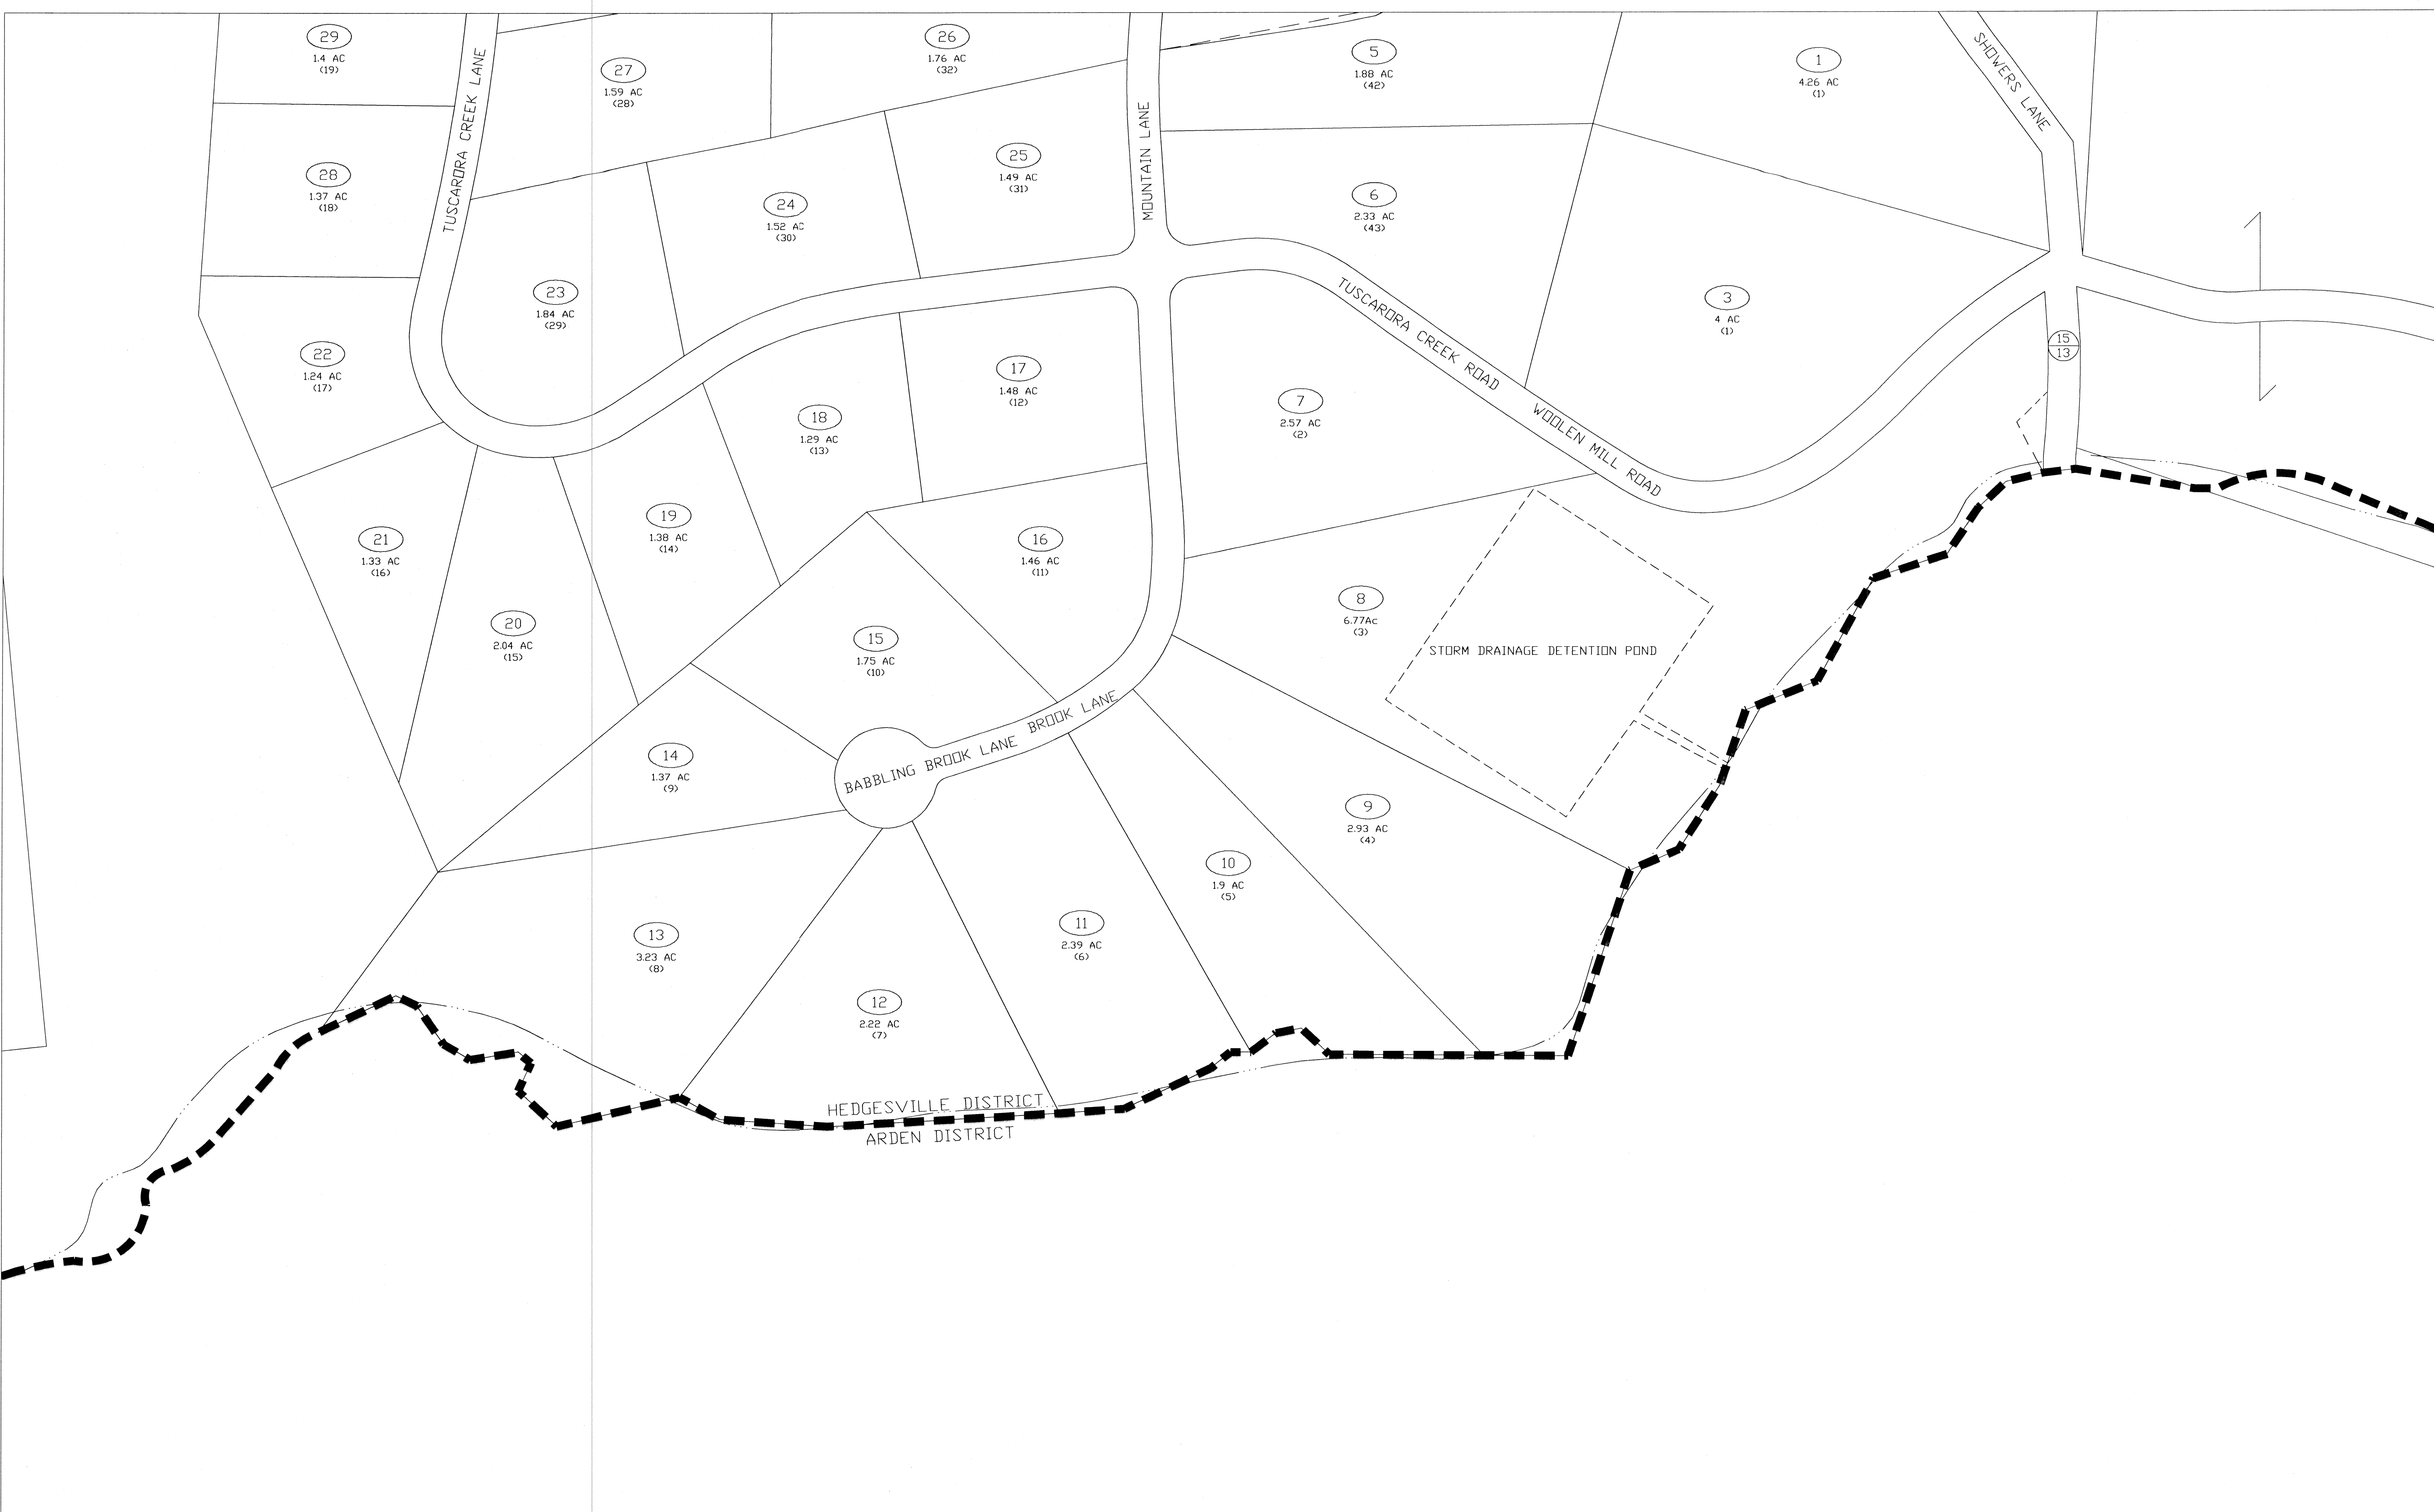 29
1.4 AC
(19)
27
1.59 AC
(28)
26
1.76 AC
(32)
5
1.88 AC
(42)
1
4.26 AC
(1)
SHOWERS LANE
TUSCARORA CREEK LANE
MOUNTAIN LANE
28
1.37 AC
(18)
25
1.49 AC
(31)
24
1.52 AC
(30)
6
2.33 AC
(43)
23
1.84 AC
(29)
3
4 AC
(1)
TUSCARORA CREEK ROAD
WOOLEN MILL ROAD
15
13
22
1.24 AC
(17)
17
1.48 AC
(12)
18
1.29 AC
(13)
7
2.57 AC
(2)
19
1.38 AC
(14)
21
1.33 AC
(16)
16
1.46 AC
(11)
20
2.04 AC
(15)
15
1.75 AC
(10)
8
6.77Ac
(3)
STORM DRAINAGE DETENTION POND
14
1.37 AC
(9)
BABBLING BROOK LANE
BROOK LANE
9
2.93 AC
(4)
10
1.9 AC
(5)
13
3.23 AC
(8)
11
2.39 AC
(6)
12
2.22 AC
(7)
HEDGESVILLE DISTRICT
ARDEN DISTRICT